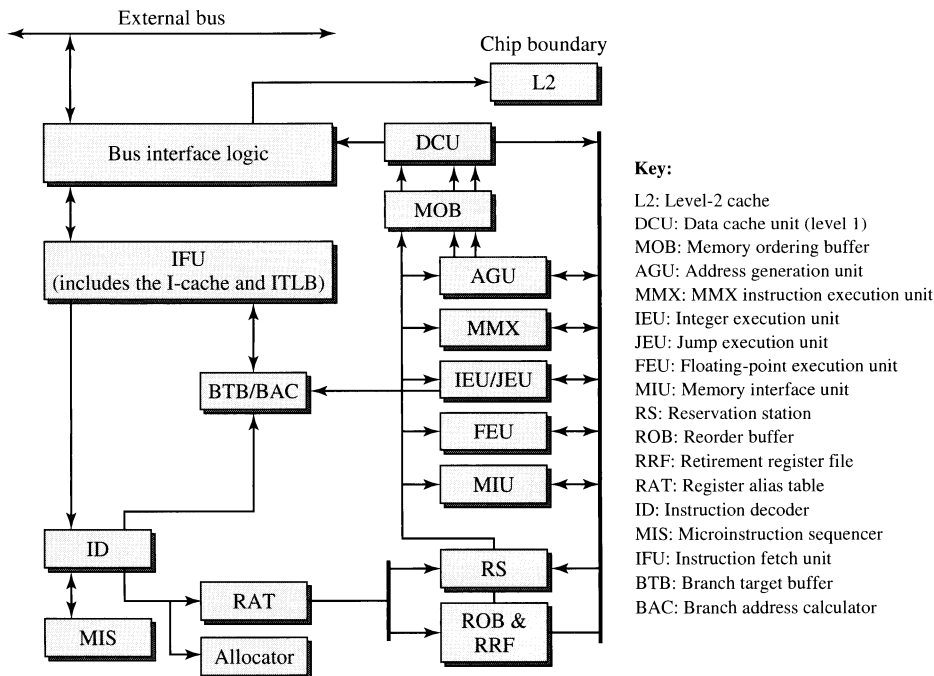 External bus
Chip boundary
L2
Bus interface logic
DCU
MOB
IFU
(includes the I-cache and ITLB)
AGU
MMX
BTB/BAC
IEU/JEU
FEU
MIU
ID
RS
RAT
MIS
Allocator
ROB &
RRF
Key:
L2: Level-2 cache
DCU: Data cache unit (level 1)
MOB: Memory ordering buffer
AGU: Address generation unit
MMX: MMX instruction execution unit
IEU: Integer execution unit
JEU: Jump execution unit
FEU: Floating-point execution unit
MIU: Memory interface unit
RS: Reservation station
ROB: Reorder buffer
RRF: Retirement register file
RAT: Register alias table
ID: Instruction decoder
MIS: Microinstruction sequencer
IFU: Instruction fetch unit
BTB: Branch target buffer
BAC: Branch address calculator